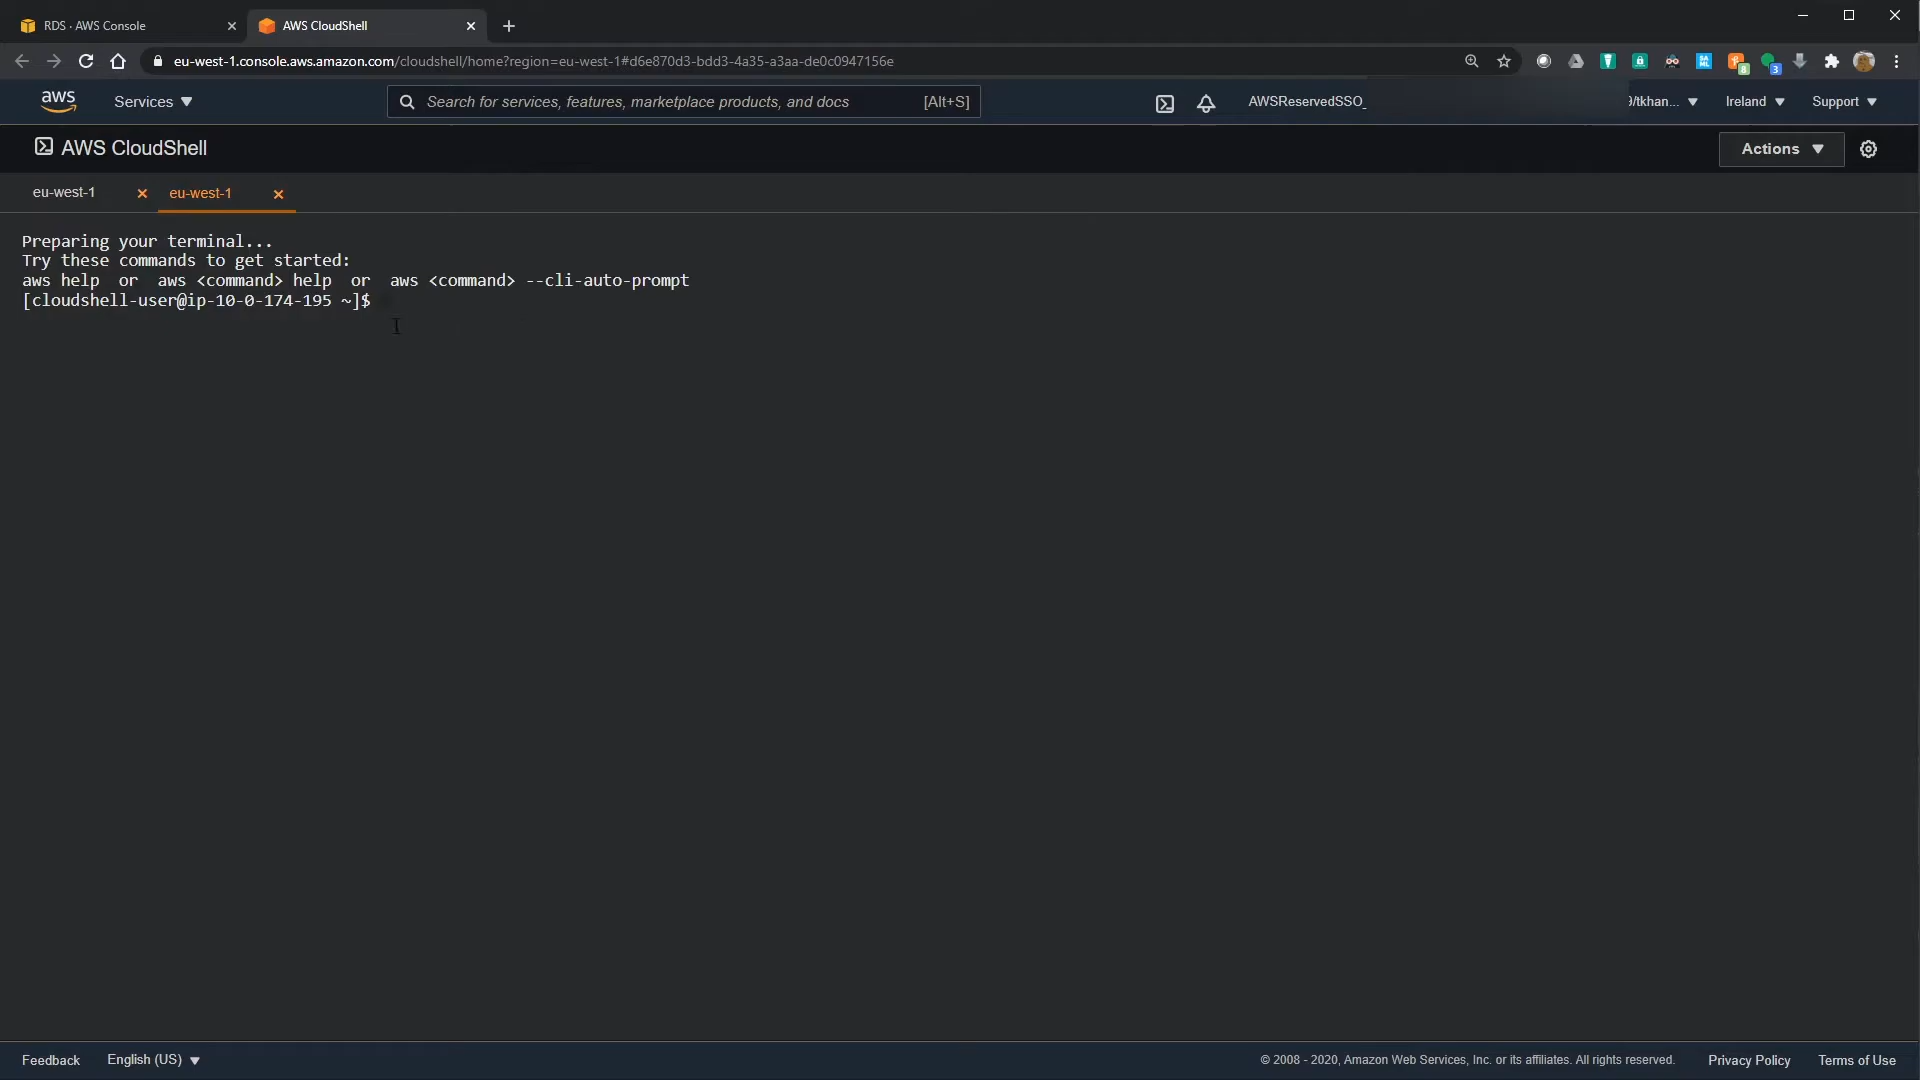 RDS · AWS Console
AWS CloudShell
eu-west-1.console.aws.amazon.com/cloudshell/home?region=eu-west-1#d6e870d3-bdd3-4a35-a3aa-de0c0947156e
8
3
aws
Services
Search for services, features, marketplace products, and docs
[Alt+S]
AWSReservedSSO_
9/tkhan...
Ireland
Support
AWS CloudShell
Actions
eu-west-1
eu-west-1
Preparing your terminal...
Try these commands to get started:
aws help  or  aws <command> help  or  aws <command> --cli-auto-prompt
[cloudshell-user@ip-10-0-174-195 ~]$
Feedback
English (US)
© 2008 - 2020, Amazon Web Services, Inc. or its affiliates. All rights reserved.
Privacy Policy
Terms of Use